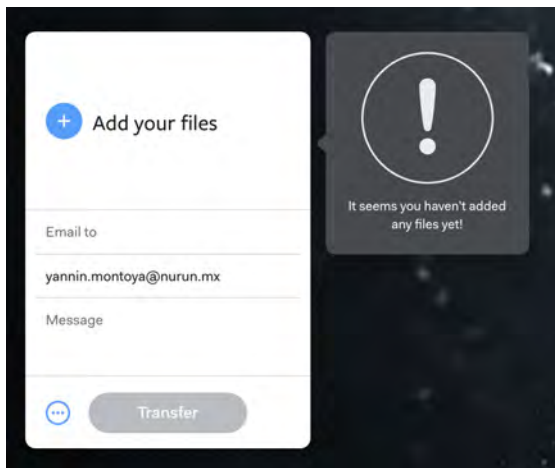 Add your files
Email to
yannin.montoya@nurun.mx
Message
Transfer
It seems you haven't added
any files yet!